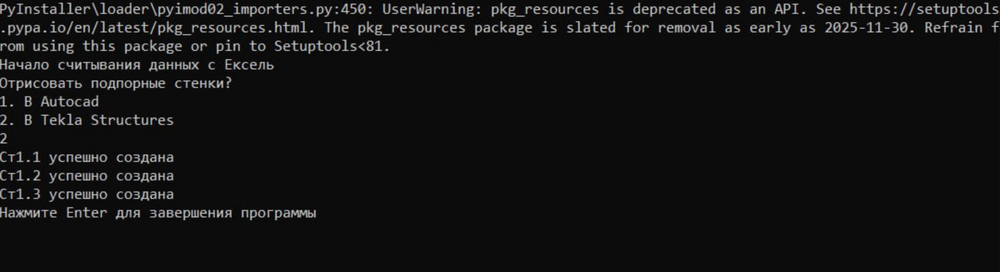 PyInstaller\loader\pyimod02_importers.py:450: UserWarning: pkg_resources is deprecated as an API. See https://setuptools
.pypa.io/en/latest/pkg_resources.html. The pkg_resources package is slated for removal as early as 2025-11-30. Refrain f
rom using this package or pin to Setuptools<81.
Начало считывания данных с Ексель
Отрисовать подпорные стенки?
1. В Autocad
2. В Tekla Structures
2
Ст1.1 успешно создана
Ст1.2 успешно создана
Ст1.3 успешно создана
Нажмите Enter для завершения программы